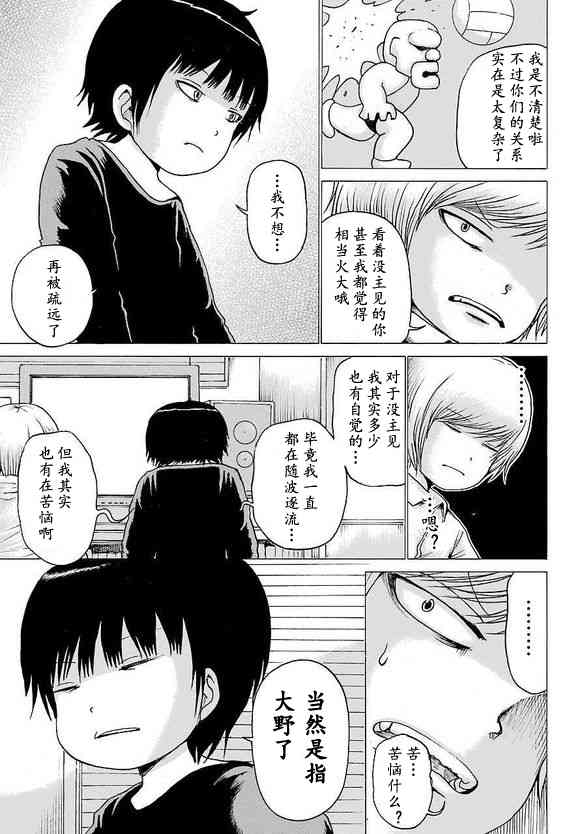 我是不清楚啦
不过你们的关系
实在是太复杂了
看着没主见的你
甚至我都觉得
相当火大哦
…我不想…
再被疏远了
………
…嗯?
对于没主见
我其实多少
也有自觉的…
毕竟我一直
都在随波逐流…
但我其实
也有在苦恼啊
………
苦…
苦恼什么?
当然是指
大野了